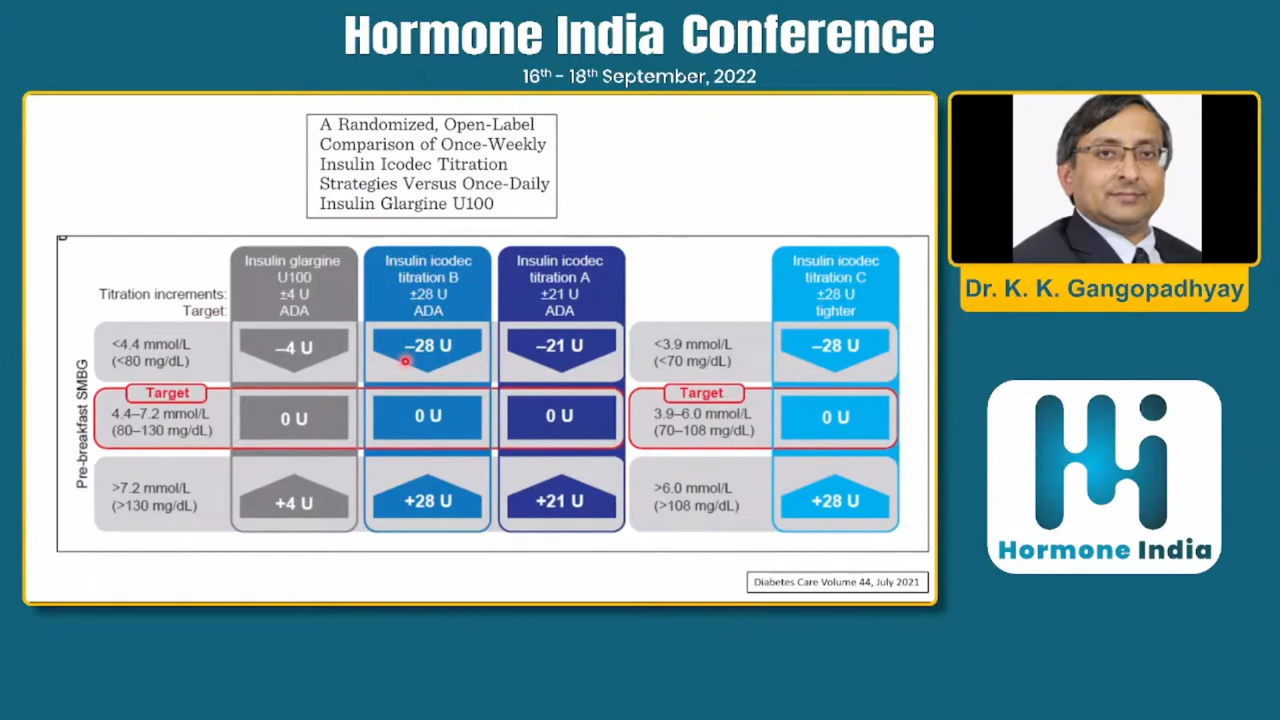 Hormone India Conference
16th - 18th September, 2022
A Randomized, Open-Label
Comparison of Once-Weekly
Insulin Icodec Titration
Strategies Versus Once-Daily
Insulin Glargine U100
Titration increments:
Target:
Insulin glargine
U100
±4 U
ADA
Insulin icodec
titration B
±28 U
ADA
Insulin icodec
titration A
±21 U
ADA
Insulin icodec
titration C
±28 U
tighter
Pre-breakfast SMBG
<4.4 mmol/L
(<80 mg/dL)
–4 U
–28 U
–21 U
<3.9 mmol/L
(<70 mg/dL)
–28 U
Target
4.4–7.2 mmol/L
(80–130 mg/dL)
0 U
0 U
0 U
Target
3.9–6.0 mmol/L
(70–108 mg/dL)
0 U
>7.2 mmol/L
(>130 mg/dL)
+4 U
+28 U
+21 U
>6.0 mmol/L
(>108 mg/dL)
+28 U
Diabetes Care Volume 44, July 2021
Dr. K. K. Gangopadhyay
Hormone India